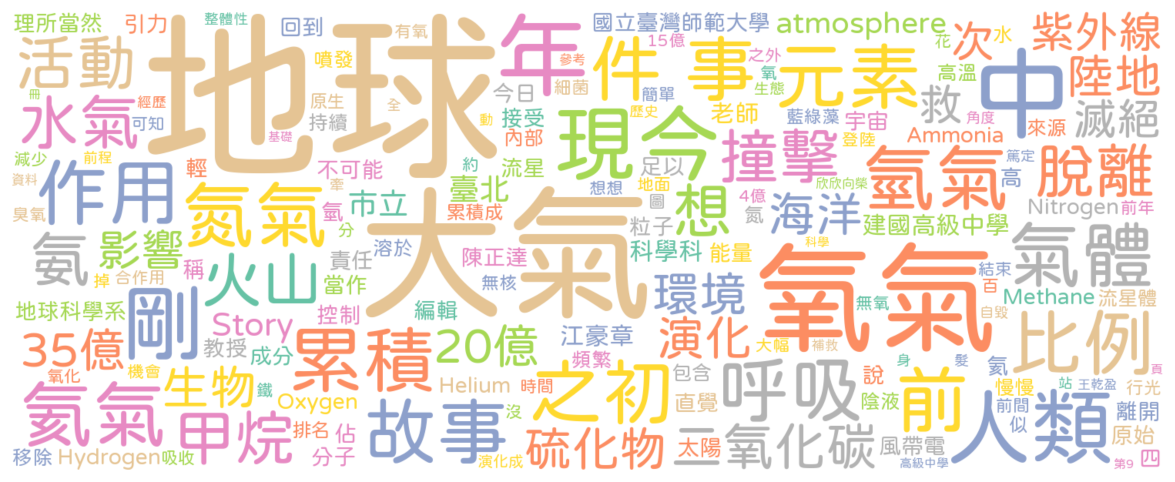 理所當然 引力 整體性 回到 有氧 年 國立臺灣師範大學 atmosphere 花 次 水 紫外線
活動 地球 噴發 15億 件 事 之外 元素 高溫 中 陸地
冊 經歷 今日 細菌 參考 氧 生態 救 滅絕
水氣 可知 原生 全 接受 現今 簡單 歷史 老師 藍綠藻 宇宙 登陸 角度
基礎 持續 動 內部 撞擊 Ammonia 來源
減少 前程 輕 不可能 約 流星 足以 氫氣 篤定 脫離
資料 作用 氮氣 牽 臺北 想想 地面 想 4億 欣欣向榮 高
臭氧 氫 市立 累積成 大氣 圖 氮 海洋 Nitrogen 前年
分 粒子 建國高級中學
氨 影響 稱 溶於 陳正達 科學科 能量 科學 氣體
掉 合作用 火山 責任 當作 無核 環境 氧氣 無氧 結束
地球科學系 剛 控制 編輯 百 Methane 流星體
Story 江豪章 演化 自毀
35億 教授 成分 累積 20億 頻繁 大幅 補救 比例
氧化 機會 鐵 包含 呼吸 說 身 髮 氦 頁
生物 Helium 時間 之初 站 王乾盈
氦氣 甲烷 Oxygen 沒 直覺 陰液 前 慢慢 行光
排名 佔 故事 前間 離開
人類 似 原始
移除 Hydrogen 吸收 分子 演化成 硫化物 太陽 二氧化碳 風帶電 高級中學 第9 四